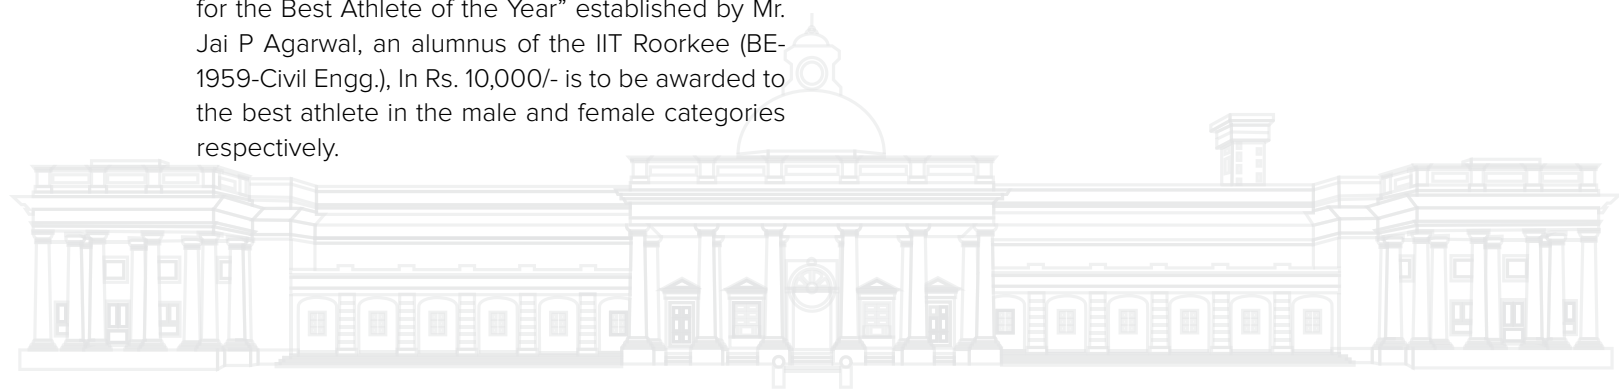 for the Best Athlete of the Year” established by Mr.
Jai P Agarwal, an alumnus of the IIT Roorkee (BE-
1959-Civil Engg.), In Rs. 10,000/- is to be awarded to
the best athlete in the male and female categories
respectively.